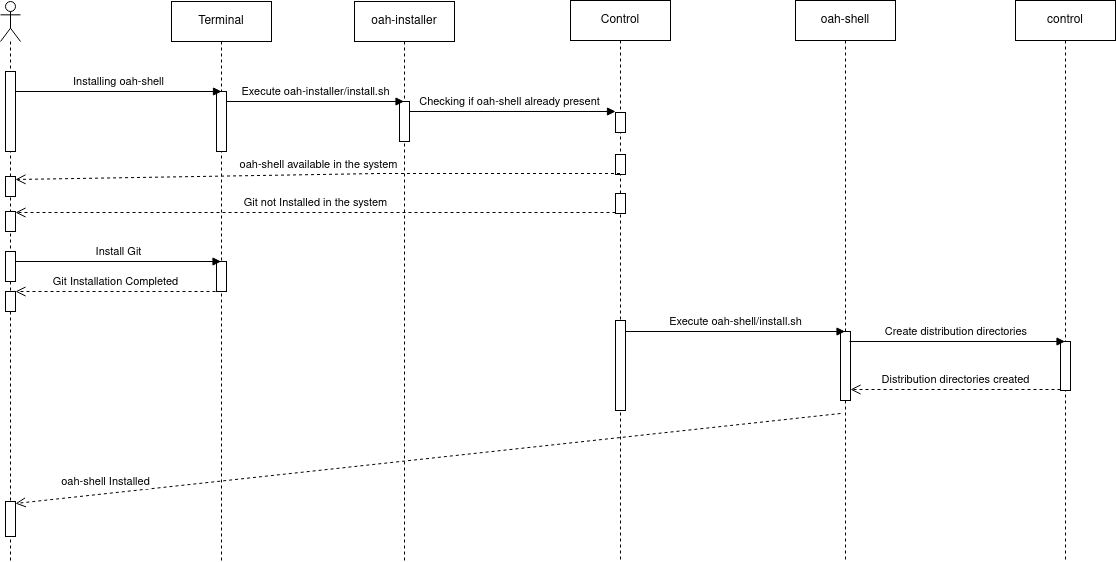 Terminal
oah-installer
Control
oah-shell
control
Installing oah-shell
Execute oah-installer/install.sh
Checking if oah-shell already present
oah-shell available in the system
Git not Installed in the system
Install Git
Git Installation Completed
Execute oah-shell/install.sh
Create distribution directories
Distribution directories created
oah-shell Installed